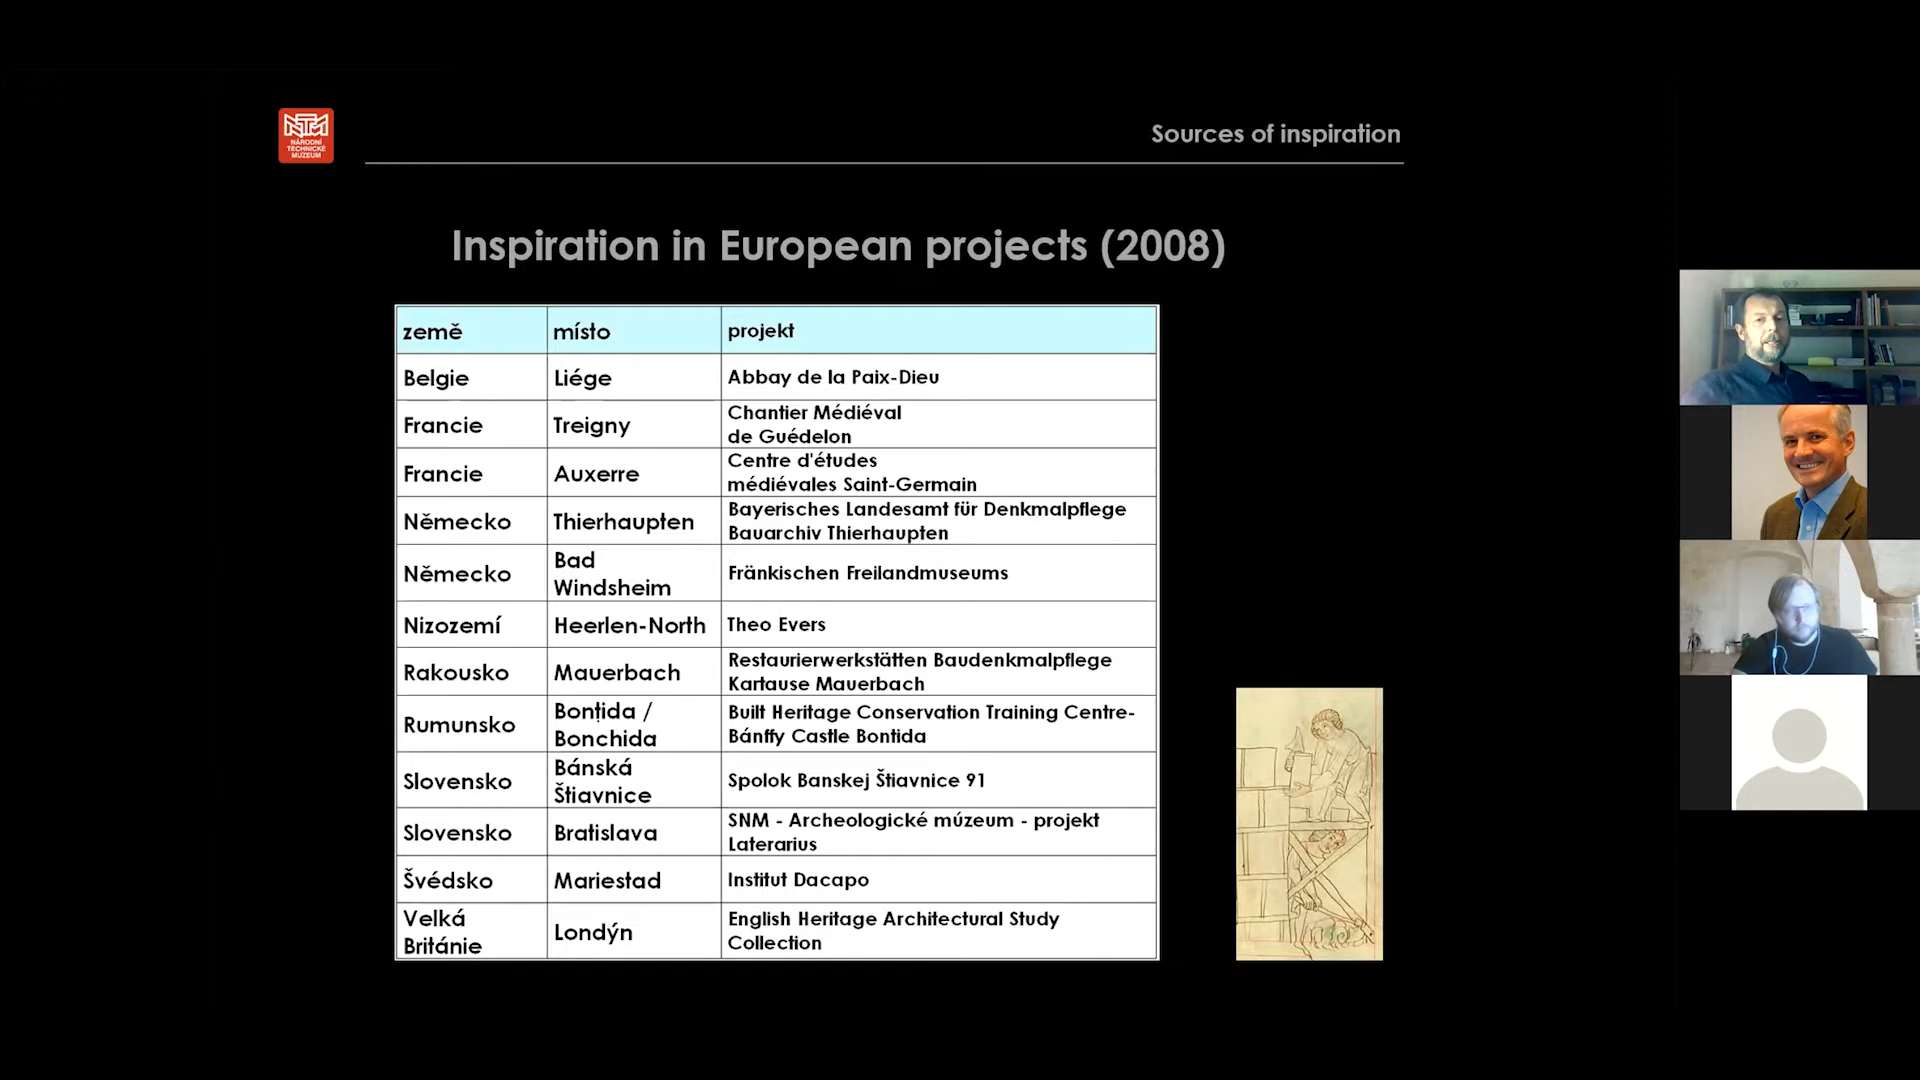 NTM
NÁRODNÍ
TECHNICKÉ
MUZEUM
Sources of inspiration
Inspiration in European projects (2008)
země místo projekt
Belgie Liége Abbay de la Paix-Dieu
Francie Treigny Chantier Médiéval
de Guédelon
Francie Auxerre Centre d'études
médiévales Saint-Germain
Německo Thierhaupten Bayerisches Landesamt für Denkmalpflege
Bauarchiv Thierhaupten
Německo Bad
Windsheim Fränkischen Freilandmuseums
Nizozemí Heerlen-North Theo Evers
Rakousko Mauerbach Restaurierwerkstätten Baudenkmalpflege
Kartause Mauerbach
Rumunsko Bonțida /
Bonchida Built Heritage Conservation Training Centre-
Bánffy Castle Bontida
Slovensko Bánská
Štiavnice Spolok Banskej Štiavnice 91
Slovensko Bratislava SNM - Archeologické múzeum - projekt
Laterarius
Švédsko Mariestad Institut Dacapo
Velká
Británie Londýn English Heritage Architectural Study
Collection